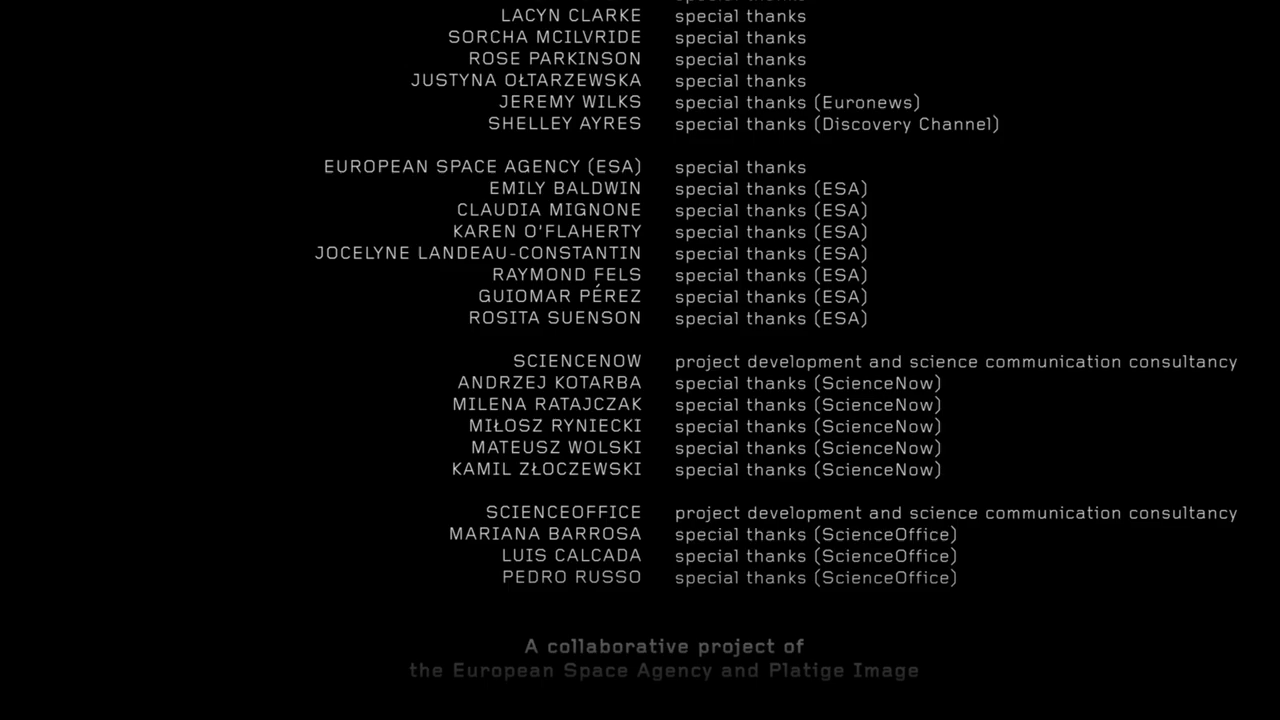 LACYN CLARKE special thanks
SORCHA MCILVRIDE special thanks
ROSE PARKINSON special thanks
JUSTYNA OŁTARZEWSKA special thanks
JEREMY WILKS special thanks (Euronews)
SHELLEY AYRES special thanks (Discovery Channel)
EUROPEAN SPACE AGENCY (ESA) special thanks
EMILY BALDWIN special thanks (ESA)
CLAUDIA MIGNONE special thanks (ESA)
KAREN O'FLAHERTY special thanks (ESA)
JOCELYNE LANDEAU-CONSTANTIN special thanks (ESA)
RAYMOND FELS special thanks (ESA)
GUIOMAR PÉREZ special thanks (ESA)
ROSITA SUENSON special thanks (ESA)
SCIENCENOW project development and science communication consultancy
ANDRZEJ KOTARBA special thanks (ScienceNow)
MILENA RATAJCZAK special thanks (ScienceNow)
MIŁOSZ RYNIECKI special thanks (ScienceNow)
MATEUSZ WOLSKI special thanks (ScienceNow)
KAMIL ZŁOCZEWSKI special thanks (ScienceNow)
SCIENCEOFFICE project development and science communication consultancy
MARIANA BARROSA special thanks (ScienceOffice)
LUIS CALCADA special thanks (ScienceOffice)
PEDRO RUSSO special thanks (ScienceOffice)
A collaborative project of
the European Space Agency and Platige Image